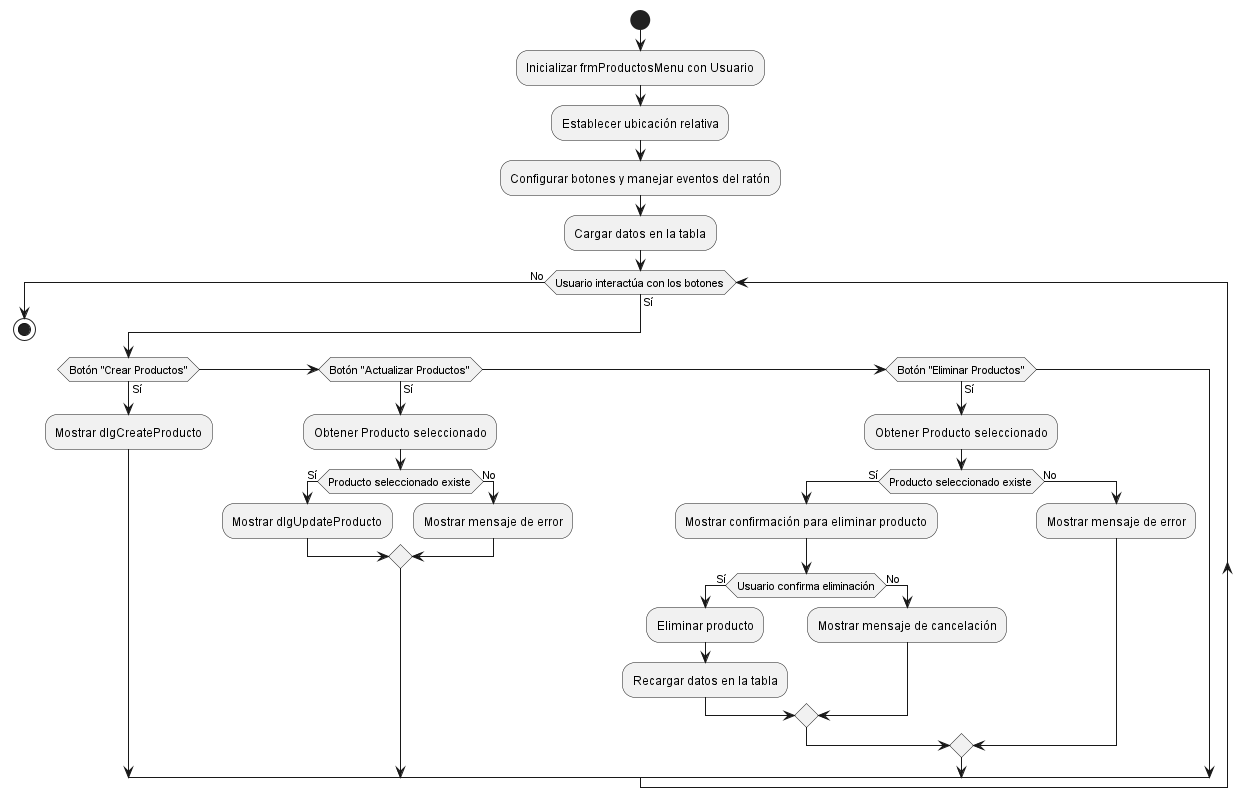 Inicializar frmProductosMenu con Usuario
Establecer ubicación relativa
Configurar botones y manejar eventos del ratón
Cargar datos en la tabla
No
Usuario interactúa con los botones
Sí
Botón "Crear Productos"
Botón "Actualizar Productos"
Botón "Eliminar Productos"
Sí
Sí
Sí
Mostrar dlgCreateProducto
Obtener Producto seleccionado
Obtener Producto seleccionado
Sí
Producto seleccionado existe
No
Sí
Producto seleccionado existe
No
Mostrar dlgUpdateProducto
Mostrar mensaje de error
Mostrar confirmación para eliminar producto
Mostrar mensaje de error
Sí
Usuario confirma eliminación
No
Eliminar producto
Mostrar mensaje de cancelación
Recargar datos en la tabla